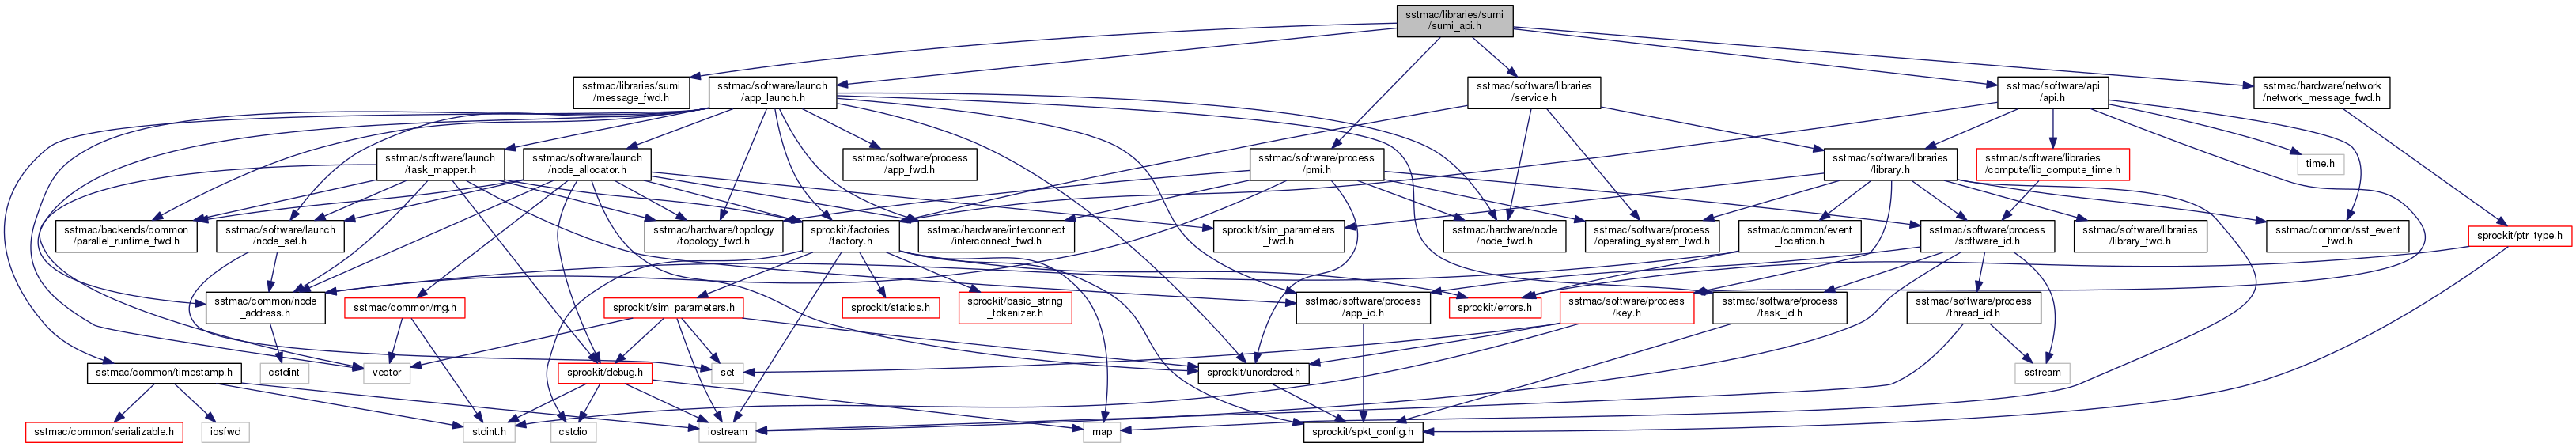 sstmac/libraries/sumi
/sumi_api.h
sstmac/libraries/sumi
/message_fwd.h
sstmac/software/launch
/app_launch.h
sstmac/software/libraries
/service.h
sstmac/software/api
/api.h
sstmac/hardware/network
/network_message_fwd.h
sstmac/software/launch
/task_mapper.h
sstmac/software/launch
/node_allocator.h
sstmac/software/process
/app_fwd.h
sstmac/software/process
/pmi.h
sstmac/software/libraries
/library.h
sstmac/software/libraries
/compute/lib_compute_time.h
time.h
sstmac/backends/common
/parallel_runtime_fwd.h
sstmac/software/launch
/node_set.h
sstmac/hardware/topology
/topology_fwd.h
sprockit/factories
/factory.h
sstmac/hardware/interconnect
/interconnect_fwd.h
sprockit/sim_parameters
_fwd.h
sstmac/hardware/node
/node_fwd.h
sstmac/software/process
/operating_system_fwd.h
sstmac/common/event
_location.h
sstmac/software/process
/software_id.h
sstmac/software/libraries
/library_fwd.h
sstmac/common/sst_event
_fwd.h
sprockit/ptr_type.h
sstmac/common/node
_address.h
sstmac/common/rng.h
sprockit/sim_parameters.h
sprockit/statics.h
sprockit/basic_string
_tokenizer.h
sstmac/software/process
/app_id.h
sprockit/errors.h
sstmac/software/process
/key.h
sstmac/software/process
/task_id.h
sstmac/software/process
/thread_id.h
sstmac/common/timestamp.h
cstdint
vector
sprockit/debug.h
set
sprockit/unordered.h
sstream
sstmac/common/serializable.h
iosfwd
stdint.h
cstdio
iostream
map
sprockit/spkt_config.h